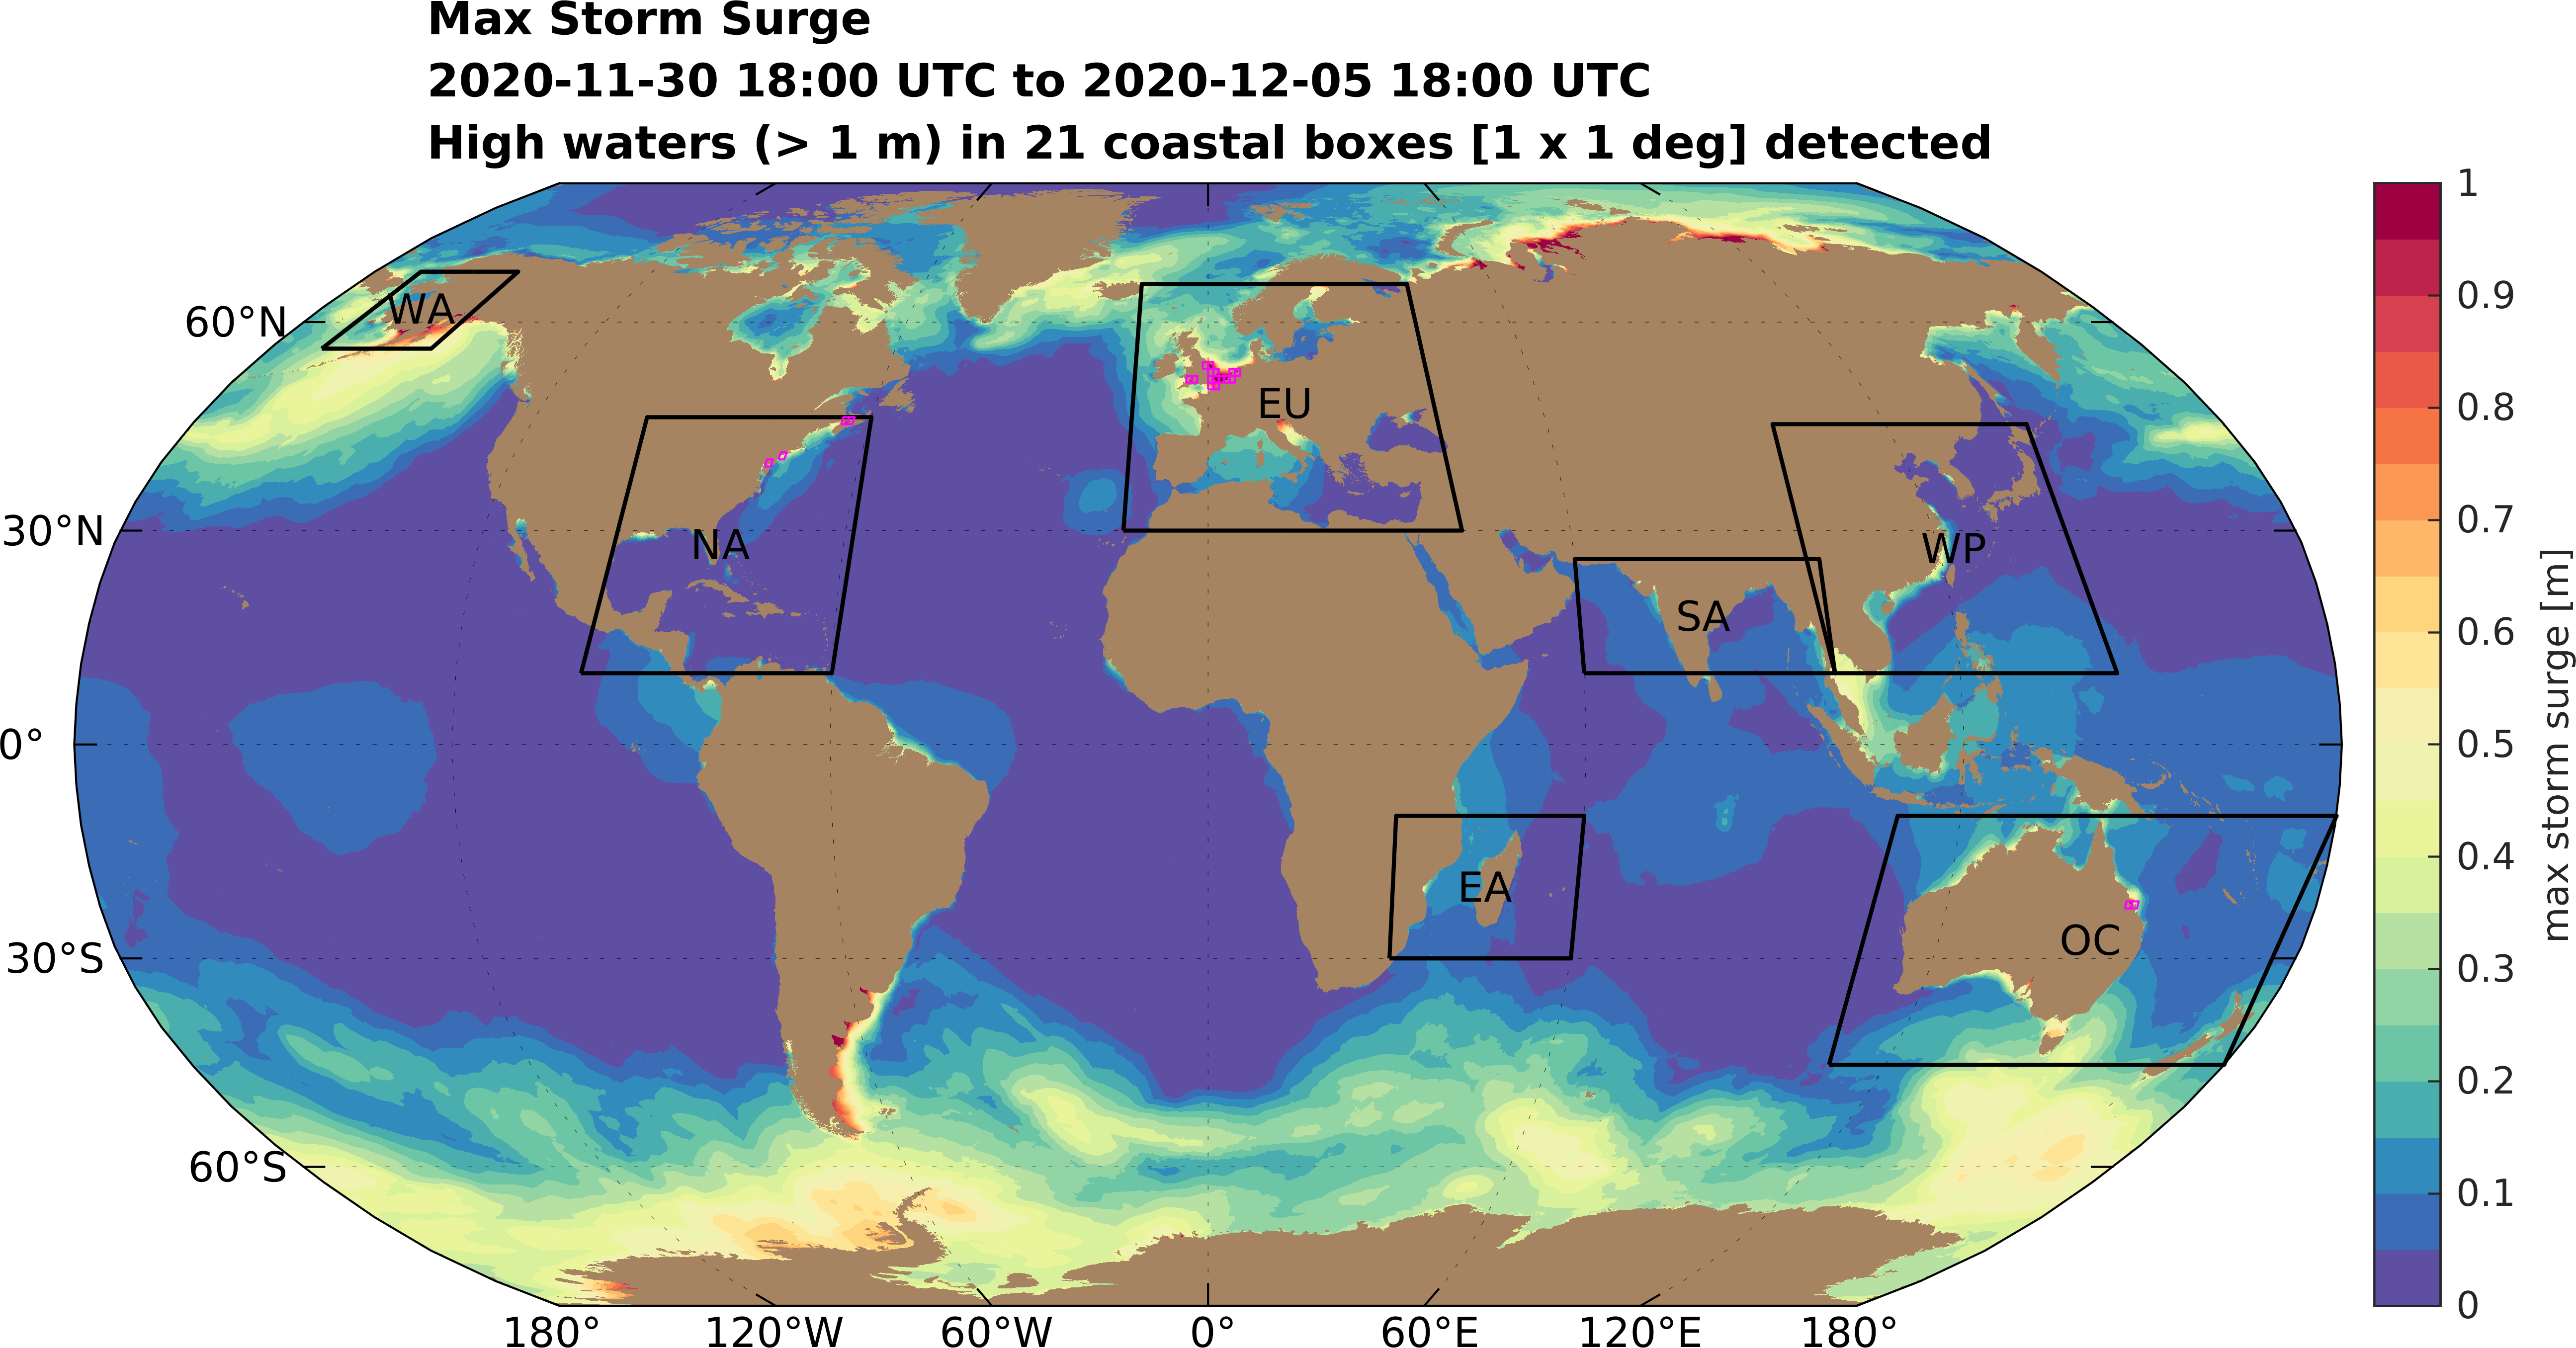 Max Storm Surge
2020-11-30 18:00 UTC to 2020-12-05 18:00 UTC
High waters (> 1 m) in 21 coastal boxes [1 x 1 deg] detected
60°N
30°N
0°
30°S
60°S
WA
NA
EU
SA
WP
EA
OC
180°
120°W
60°W
0°
60°E
120°E
180°
1
0.9
0.8
0.7
0.6
0.5
0.4
0.3
0.2
0.1
0
max storm surge [m]